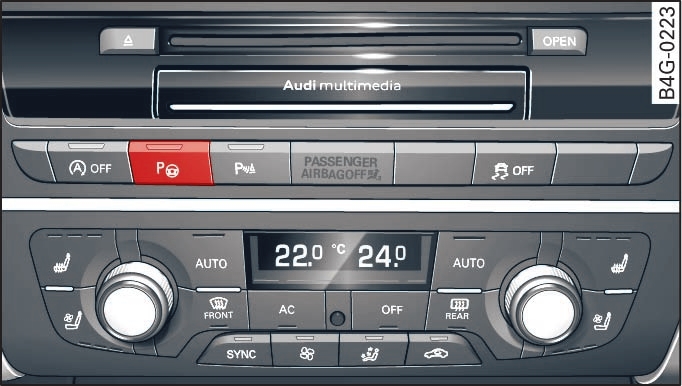 OPEN
Audi multimedia
B4G-0223
A OFF
P
P
PASSENGER
AIRBAG OFF
OFF
22.0 °C 24.0
AUTO
AUTO
FRONT
AC
OFF
REAR
SYNC